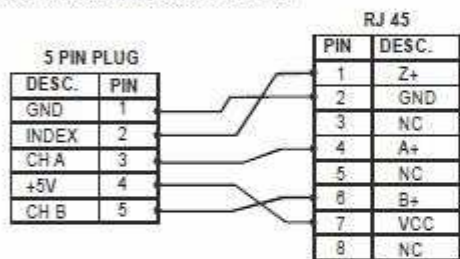 RJ 45
PIN DESC.
1 Z+
2 GND
3 NC
4 A+
5 NC
6 B+
7 VCC
8 NC
5 PIN PLUG
DESC. PIN
GND 1
INDEX 2
CH A 3
+5V 4
CH B 5